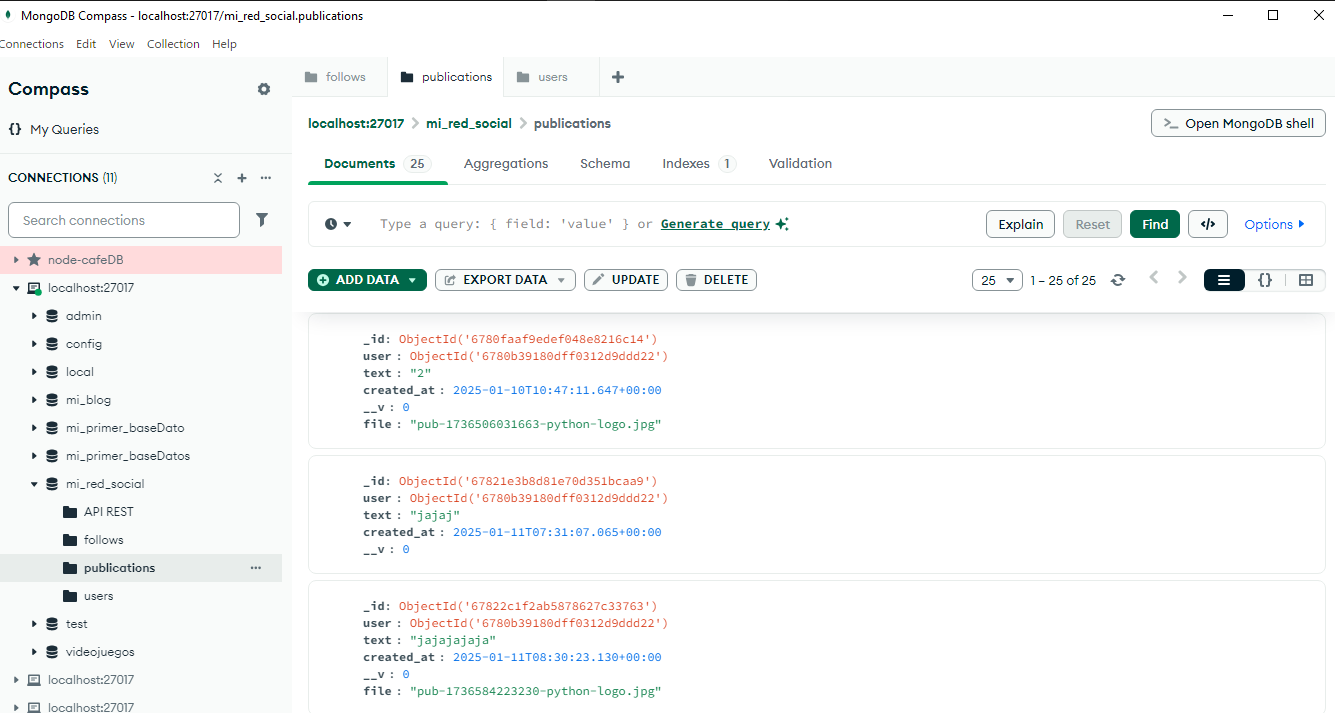 MongoDB Compass - localhost:27017/mi_red_social.publications
Connections Edit View Collection Help
Compass
{} My Queries
CONNECTIONS (11)
Search connections
node-cafeDB
localhost:27017
admin
config
local
mi_blog
mi_primer_baseDato
mi_primer_baseDatos
mi_red_social
API REST
follows
publications
users
test
videojuegos
localhost:27017
localhost:27017
follows publications users
localhost:27017 > mi_red_social > publications
>_ Open MongoDB shell
Documents 25 Aggregations Schema Indexes 1 Validation
Type a query: { field: 'value' } or Generate query
Explain Reset Find </> Options
ADD DATA EXPORT DATA UPDATE DELETE
25 1 – 25 of 25 {}
_id: ObjectId('6780faaf9edef048e8216c14')
user : ObjectId('6780b39180dff0312d9ddd22')
text : "2"
created_at : 2025-01-10T10:47:11.647+00:00
__v : 0
file : "pub-1736506031663-python-logo.jpg"
_id: ObjectId('67821e3b8d81e70d351bcaa9')
user : ObjectId('6780b39180dff0312d9ddd22')
text : "jajaj"
created_at : 2025-01-11T07:31:07.065+00:00
__v : 0
_id: ObjectId('67822c1f2ab5878627c33763')
user : ObjectId('6780b39180dff0312d9ddd22')
text : "jajajajaja"
created_at : 2025-01-11T08:30:23.130+00:00
__v : 0
file : "pub-1736584223230-python-logo.jpg"